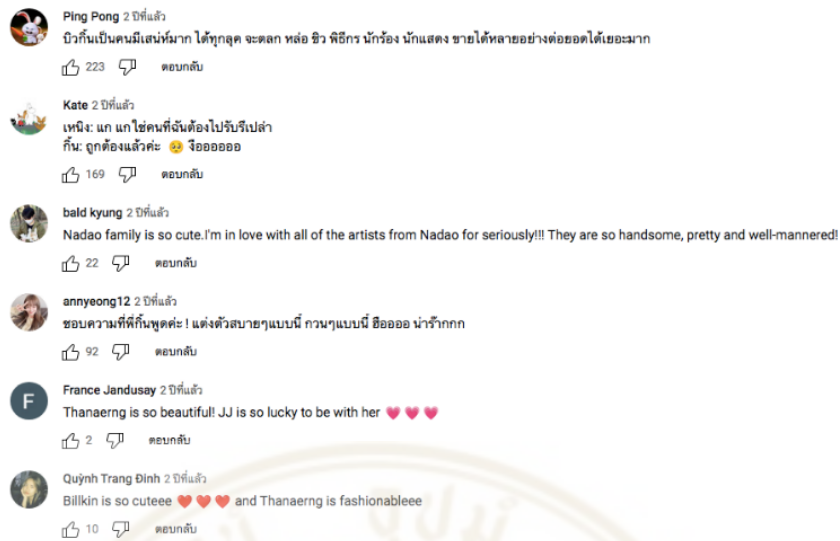 Ping Pong 2 ปีที่แล้ว
บิวกิ้นเป็นคนมีเสน่ห์มาก ได้ทุกลุค จะตลก หล่อ ชิว พิธีกร นักร้อง นักแสดง ขายได้หลายอย่างต่อยอดได้เยอะมาก
223 ตอบกลับ
Kate 2 ปีที่แล้ว
เหนิง: แก แกใช่คนที่ฉันต้องไปรับรึเปล่า
กิ้น: ถูกต้องแล้วค่ะ 🥺 งืออออออ
169 ตอบกลับ
bald kyung 2 ปีที่แล้ว
Nadao family is so cute.I'm in love with all of the artists from Nadao for seriously!!! They are so handsome, pretty and well-mannered!
22 ตอบกลับ
annyeong12 2 ปีที่แล้ว
ชอบความที่พี่กิ้นพูดค่ะ ! แต่งตัวสบายๆแบบนี้ กวนๆแบบนี้ ฮืออออ น่าร๊ากกก
92 ตอบกลับ
F
France Jandusay 2 ปีที่แล้ว
Thanaerng is so beautiful! JJ is so lucky to be with her 💗 💗 💗
2 ตอบกลับ
Quỳnh Trang Đinh 2 ปีที่แล้ว
Billkin is so cuteee ❤️ ❤️ ❤️ and Thanaerng is fashionableee
10 ตอบกลับ